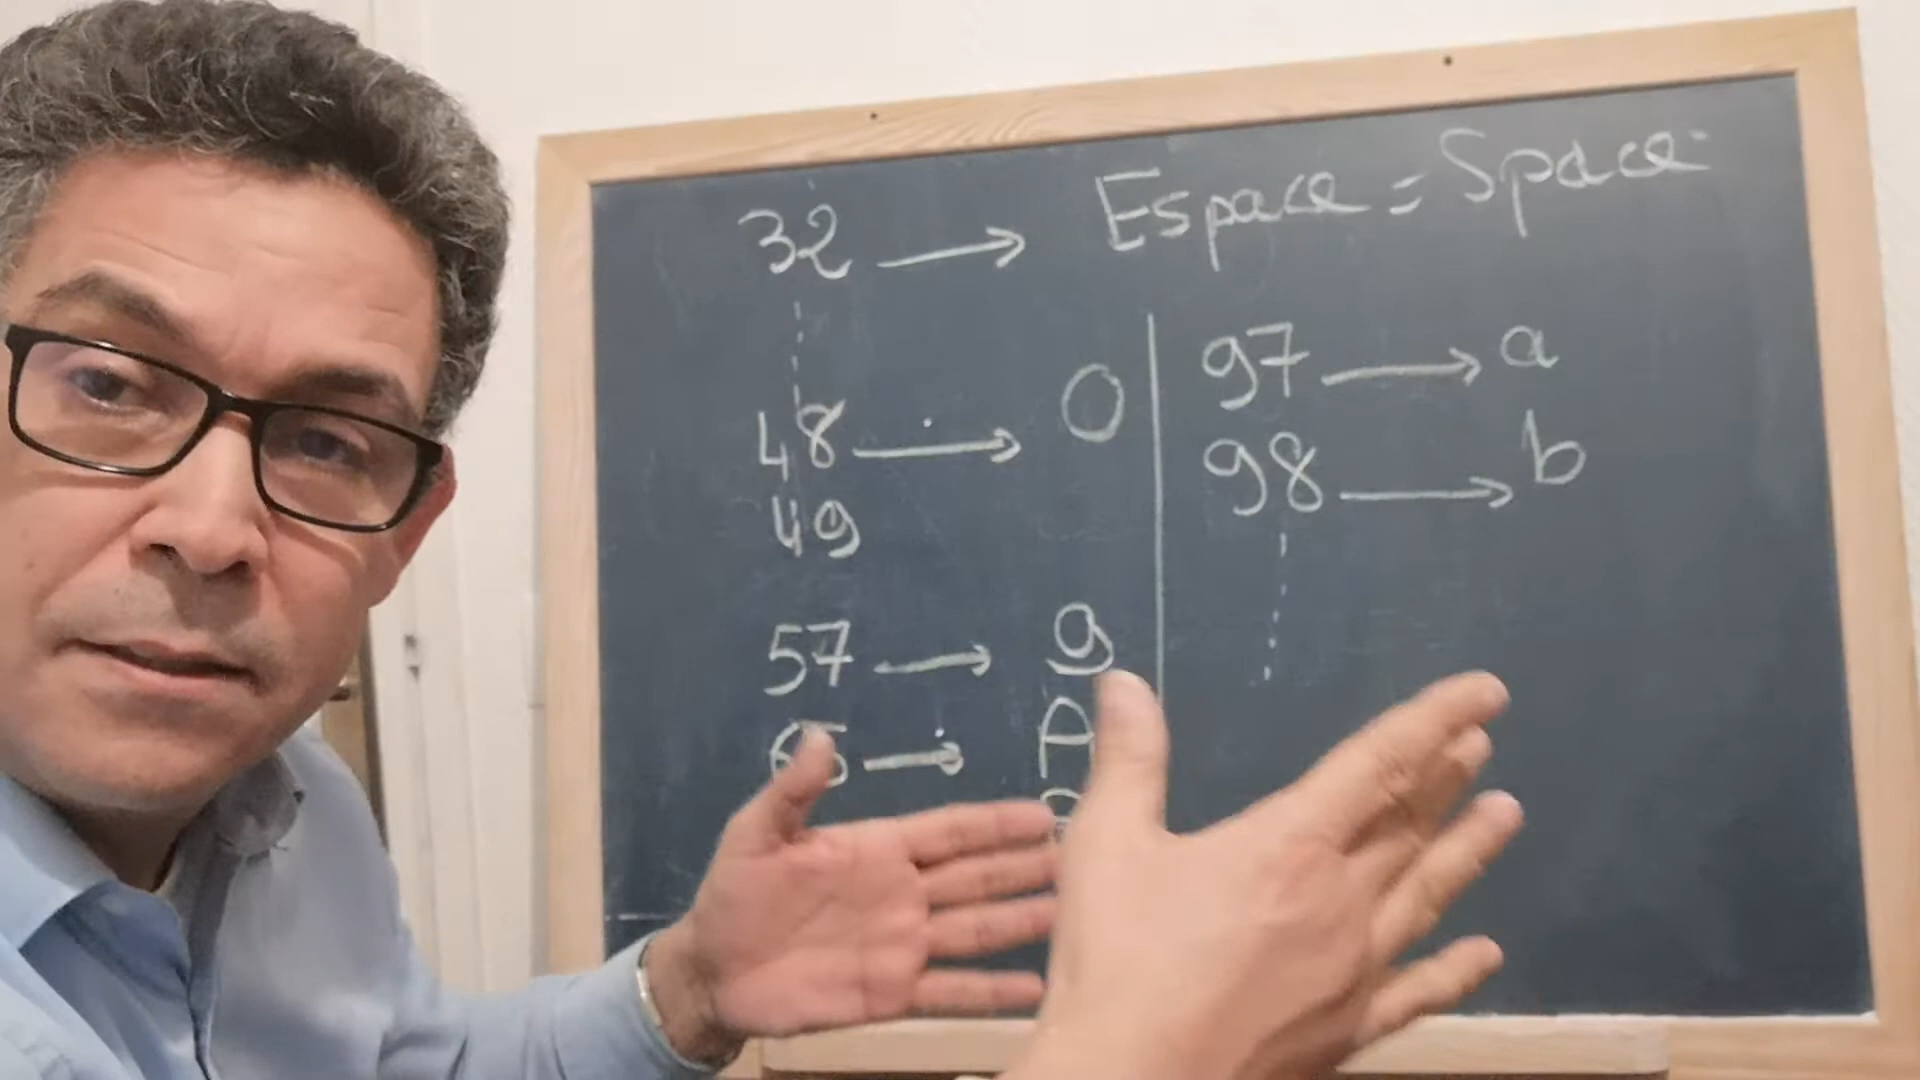 32 → Espace = Space
48 → 0
49
57 → 9
65 → A
97 → a
98 → b